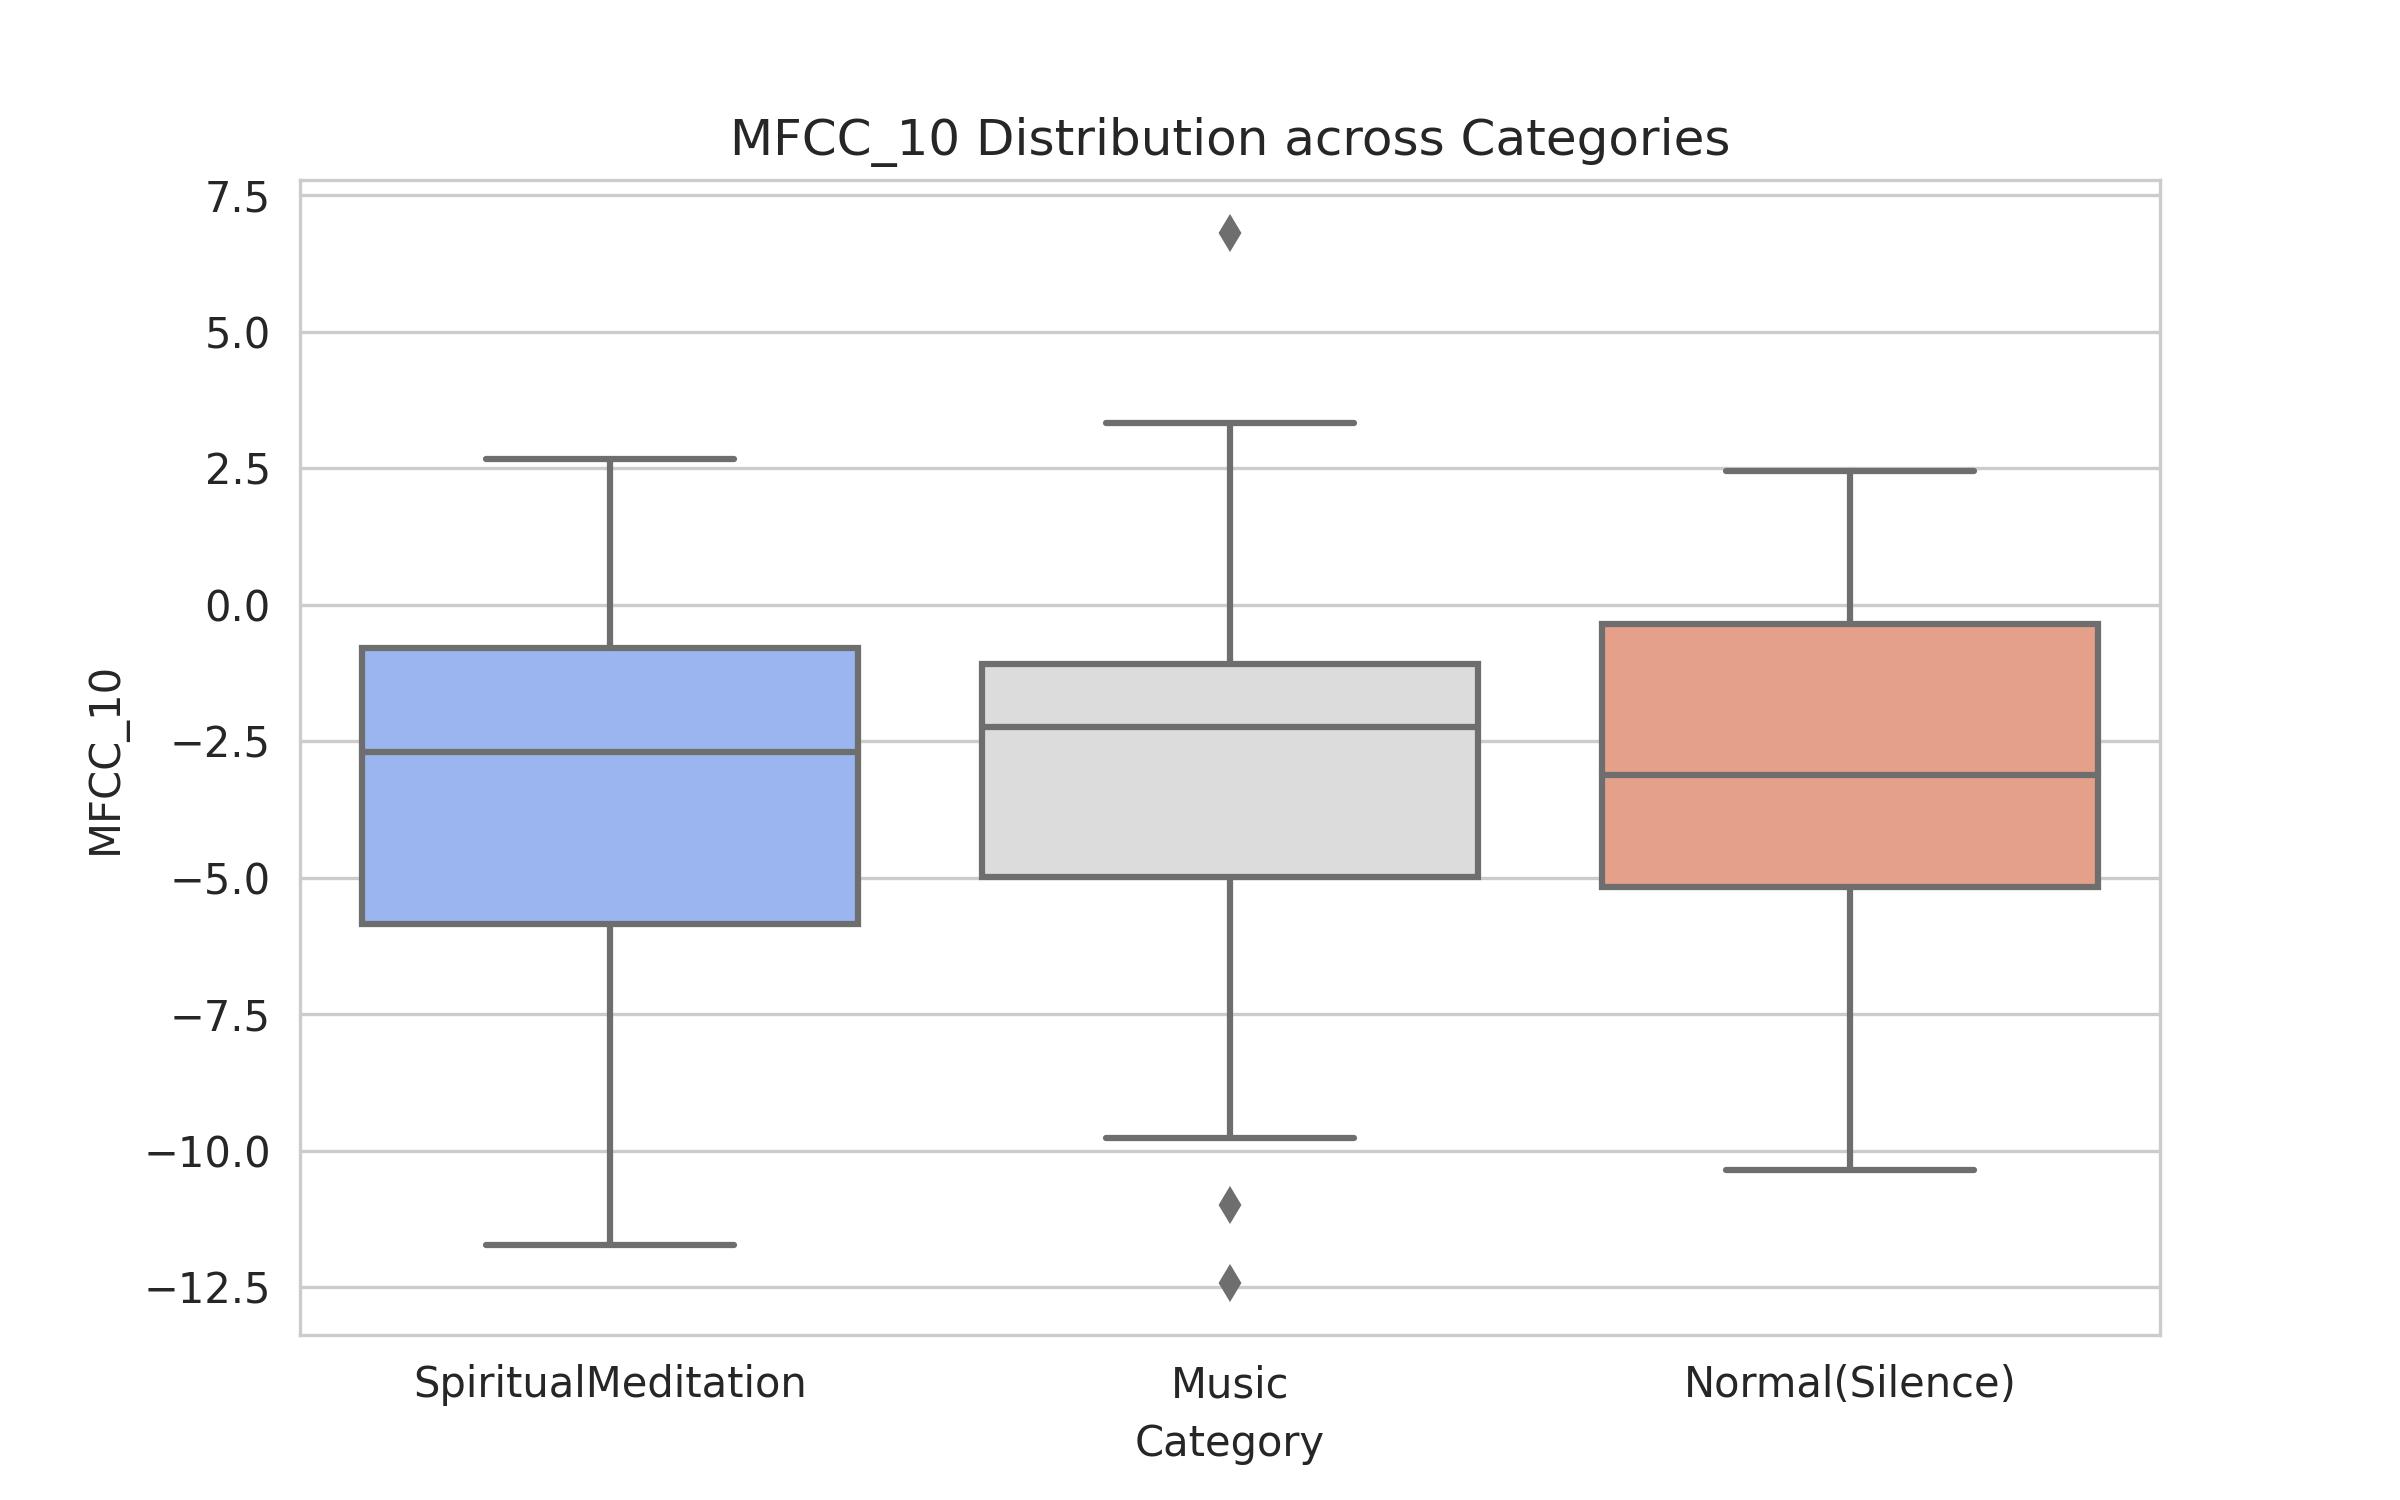 MFCC_10 Distribution across Categories
7.5
5.0
2.5
0.0
−2.5
−5.0
−7.5
−10.0
−12.5
MFCC_10
SpiritualMeditation
Music
Normal(Silence)
Category